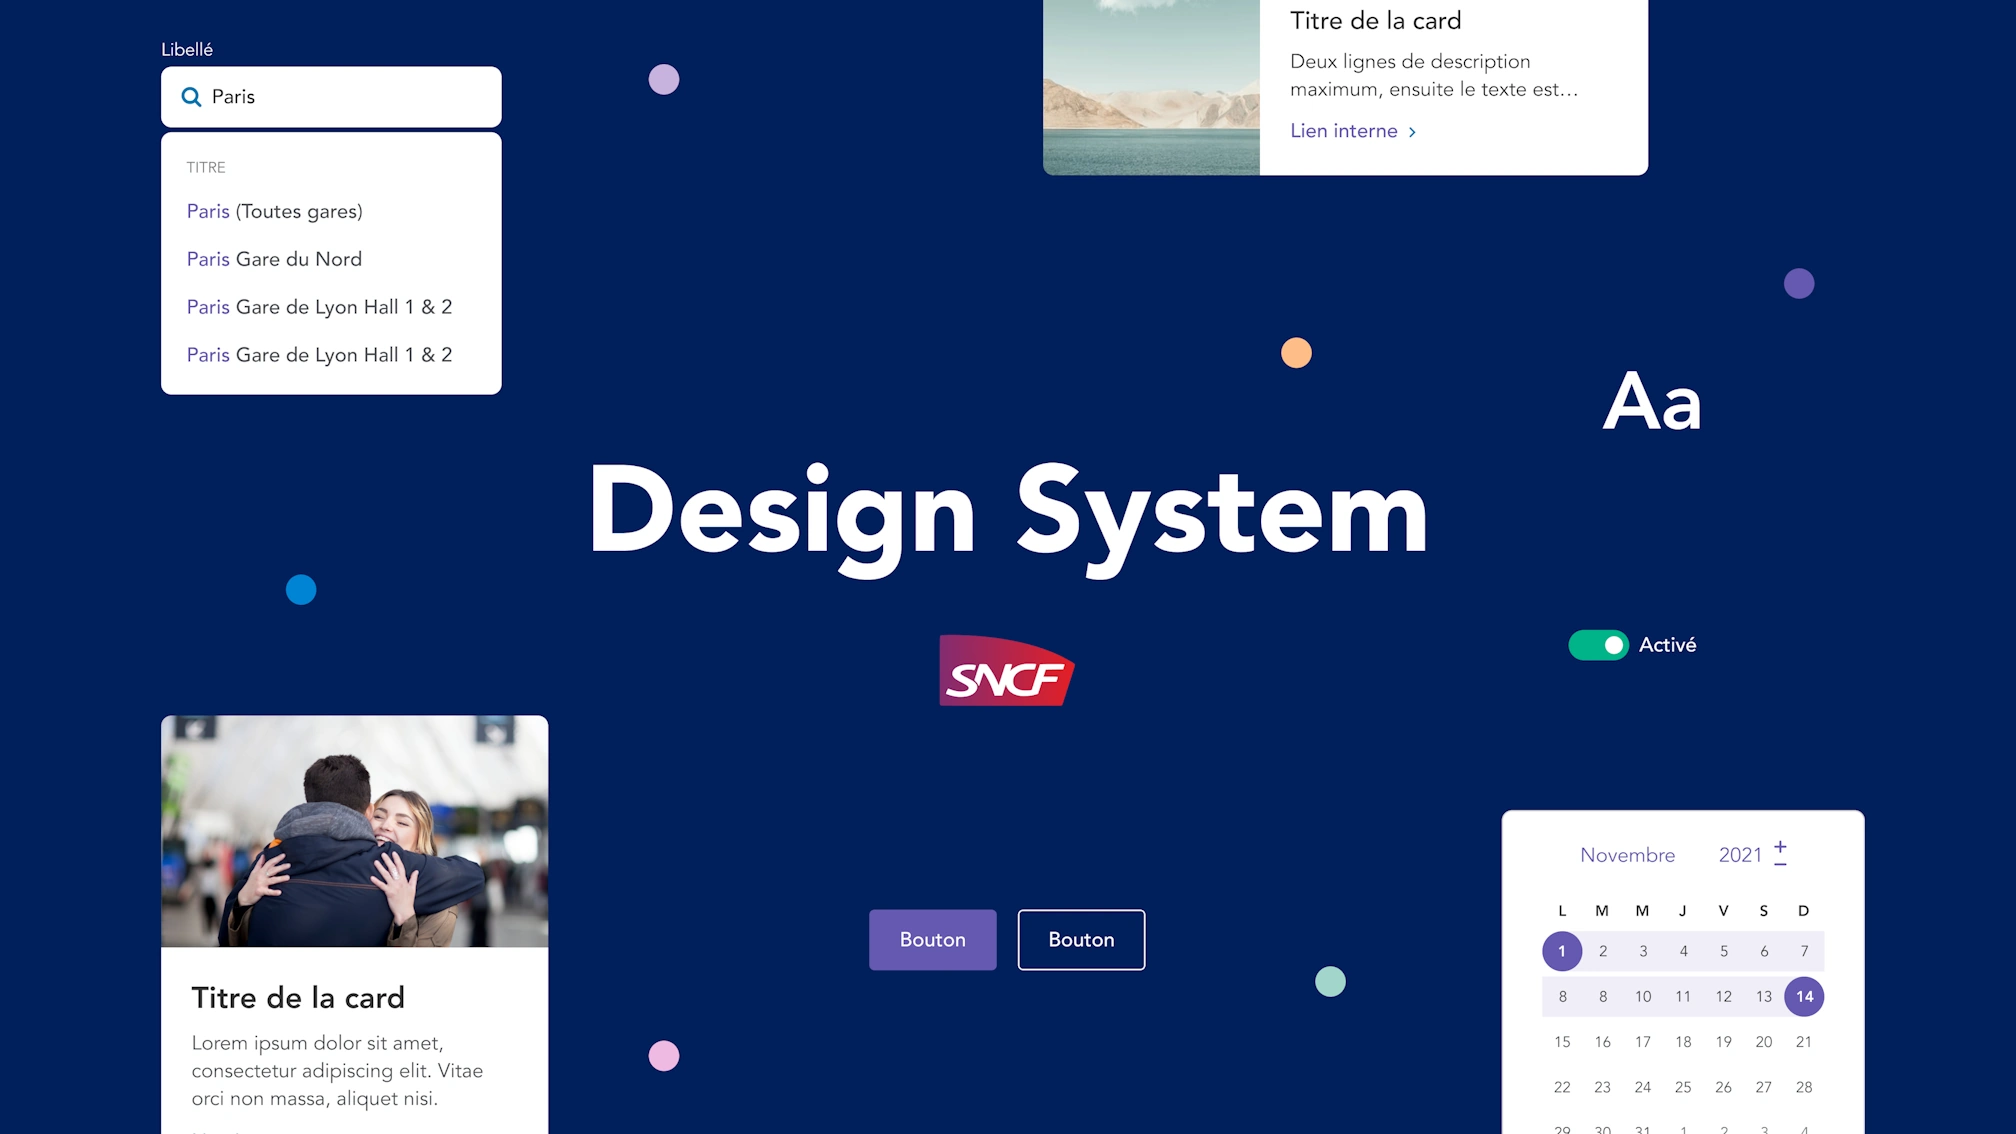 Libellé
Paris
TITRE
Paris (Toutes gares)
Paris Gare du Nord
Paris Gare de Lyon Hall 1 & 2
Paris Gare de Lyon Hall 1 & 2
Titre de la card
Deux lignes de description
maximum, ensuite le texte est…
Lien interne
Aa
Design System
SNCF
Activé
Titre de la card
Lorem ipsum dolor sit amet,
consectetur adipiscing elit. Vitae
orci non massa, aliquet nisi.
Bouton Bouton
Novembre 2021 + −
L M M J V S D
1 2 3 4 5 6 7
8 8 10 11 12 13 14
15 16 17 18 19 20 21
22 23 24 25 26 27 28
29 30 31 1 2 3 4